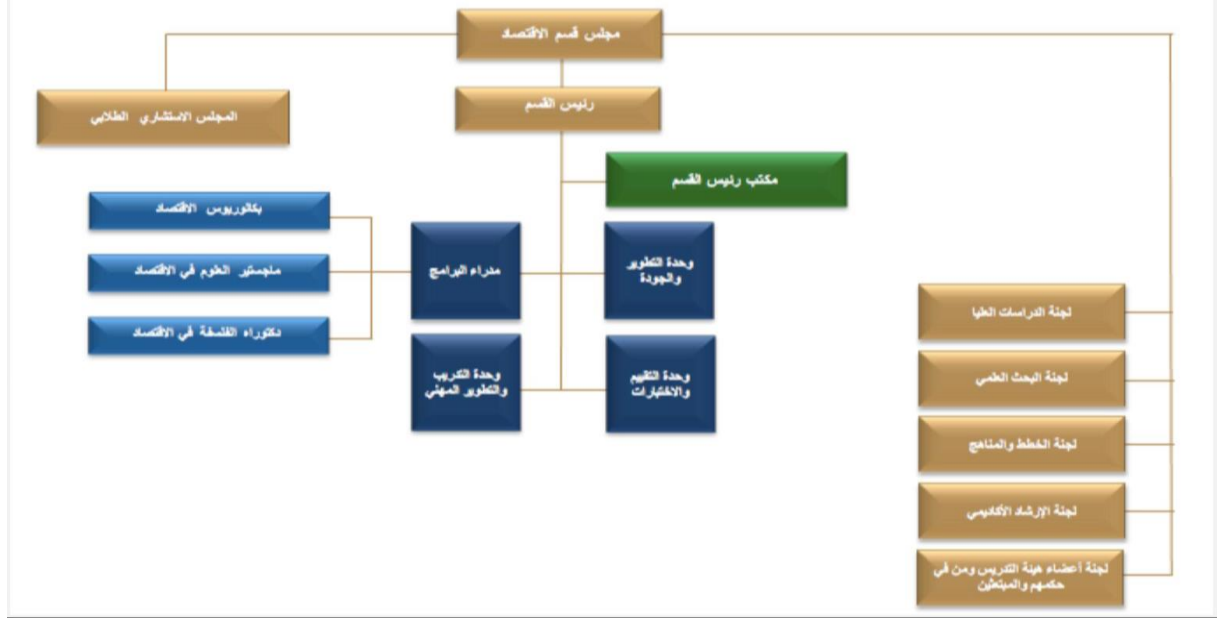 مجلس قسم الاقتصاد
المجلس الاستشاري الطلابي
رئيس القسم
مكتب رئيس القسم
وحدة التطوير
والجودة
مدراء البرامج
بكالوريوس الاقتصاد
ماجستير العلوم في الاقتصاد
دكتوراه الفلسفة في الاقتصاد
وحدة التقييم
والاختبارات
وحدة التدريب
والتطوير المهني
لجنة الدراسات العليا
لجنة البحث العلمي
لجنة الخطط والمناهج
لجنة الإرشاد الأكاديمي
لجنة أعضاء هيئة التدريس ومن في
حكمهم والمبتعثين